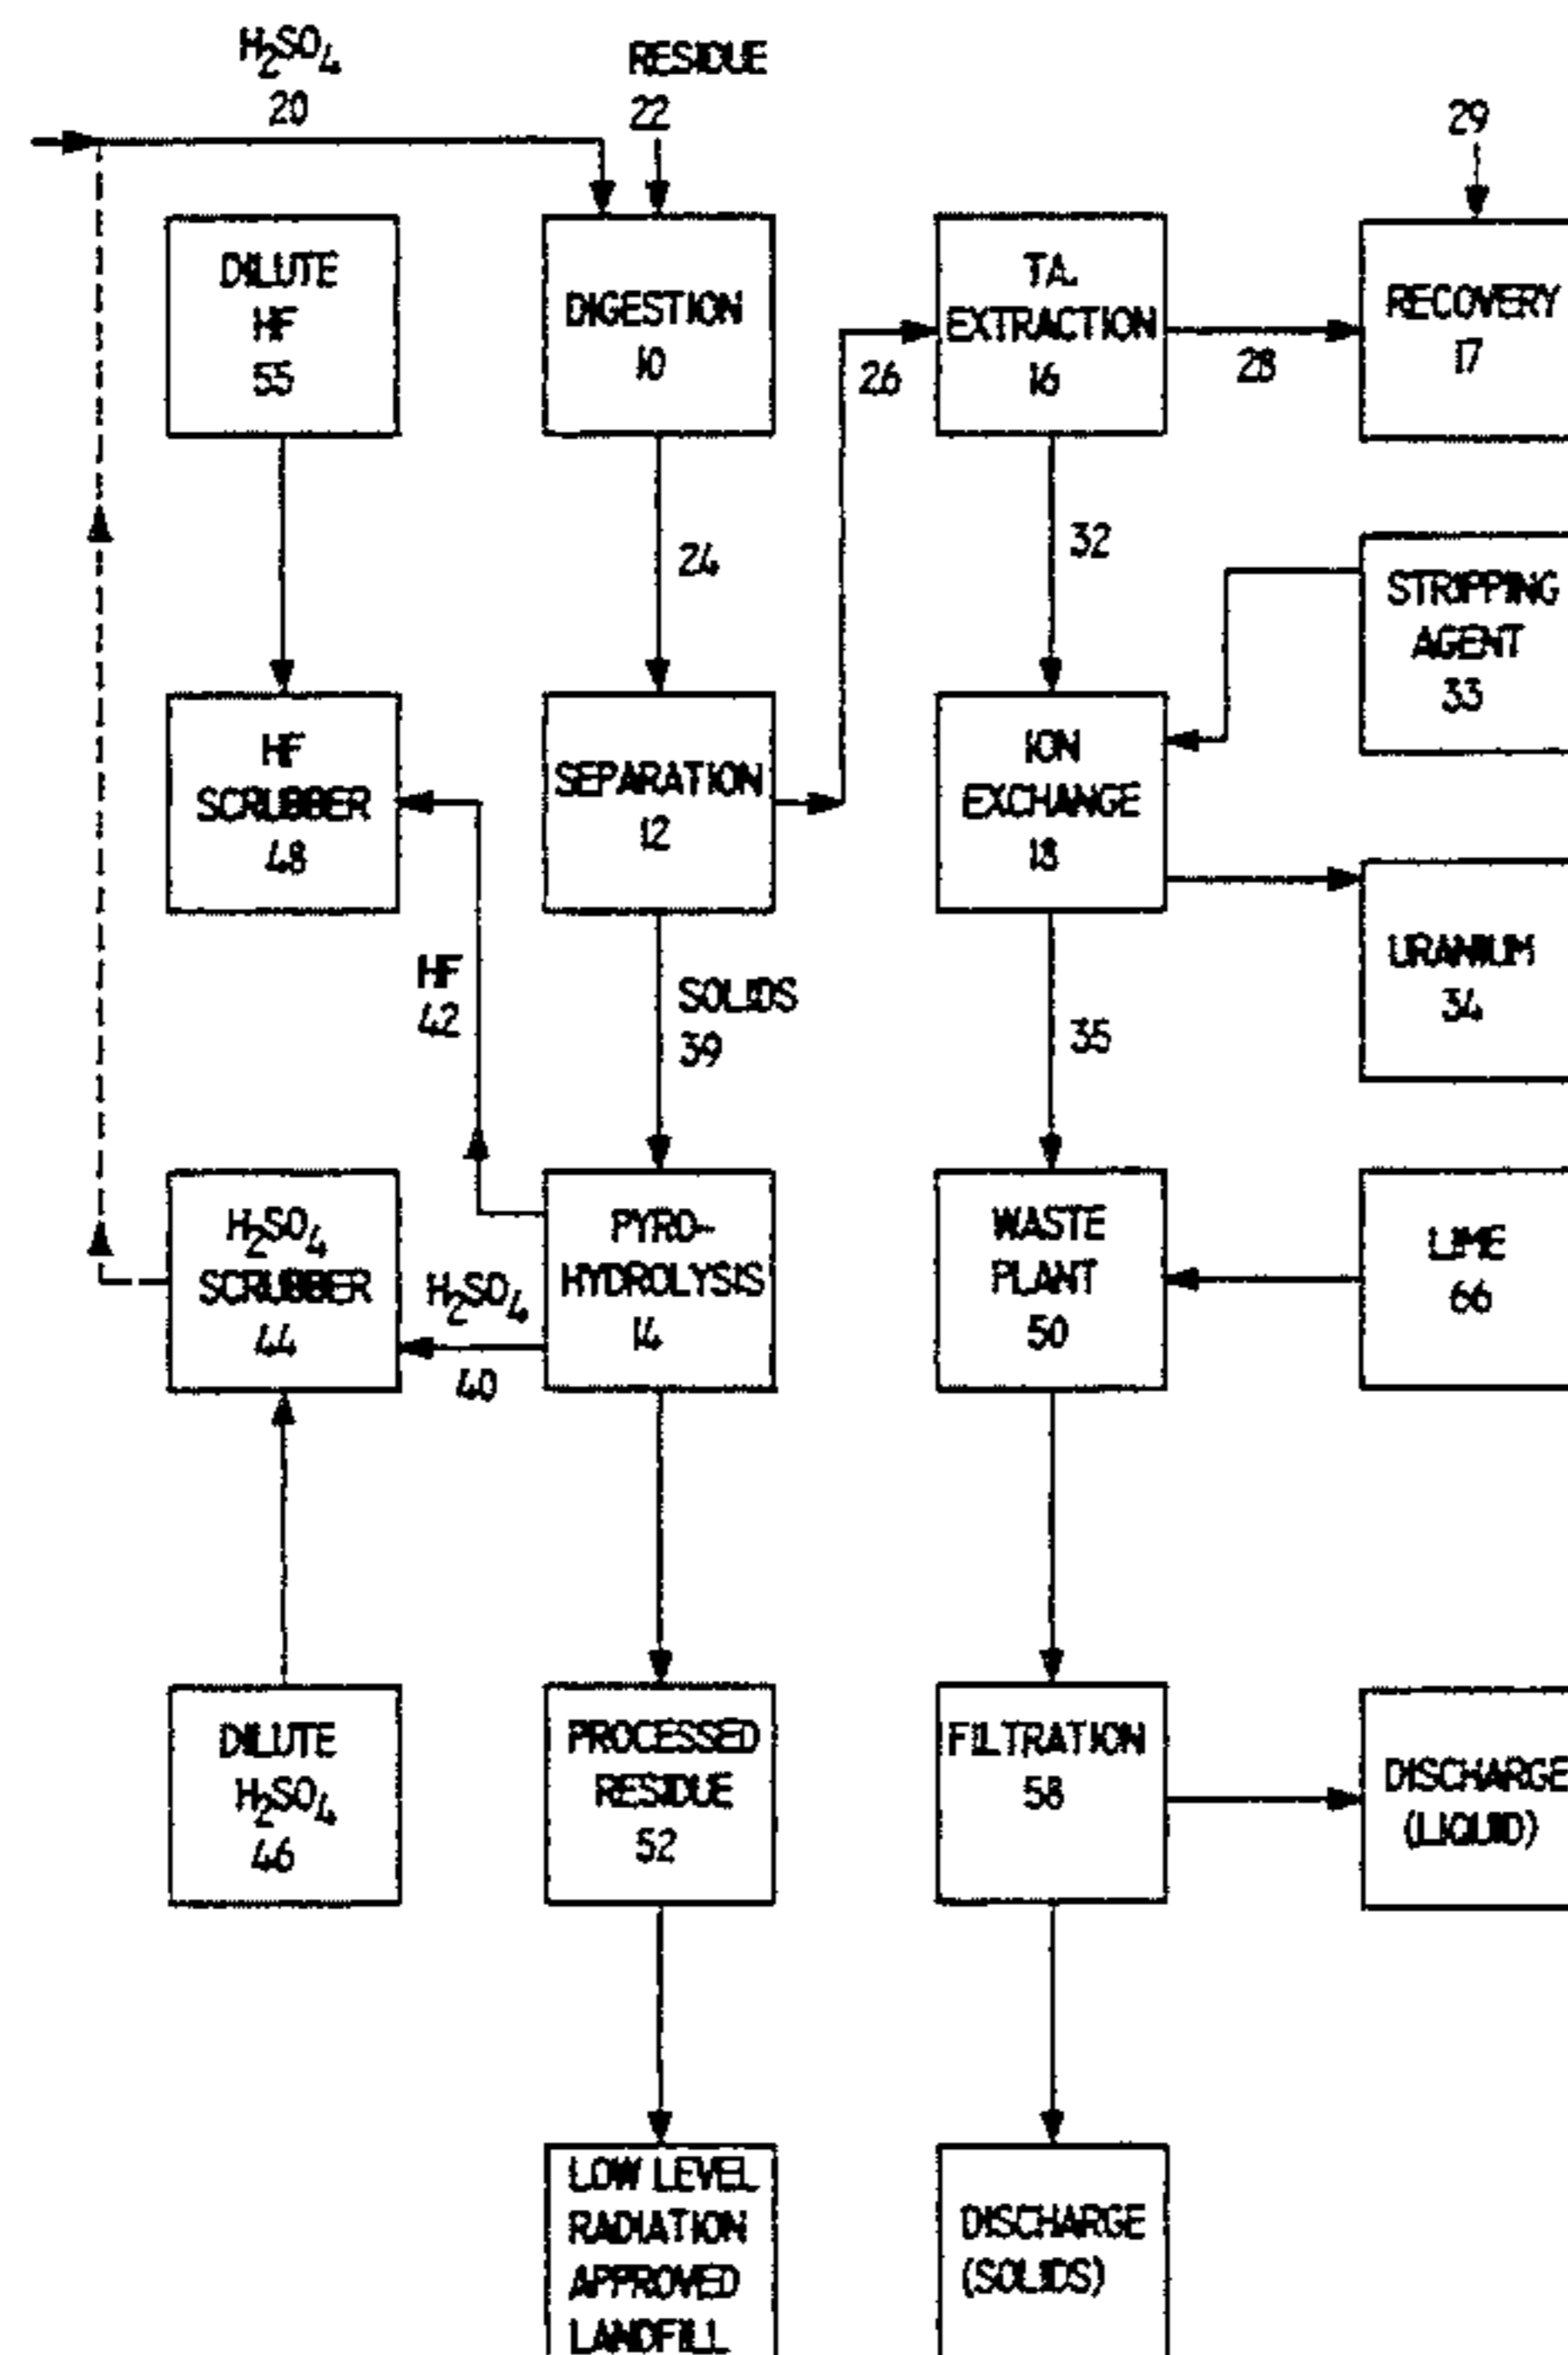 H2SO4
20
RESIDUE
22
29
DILUTE
HF
55
DIGESTION
10
TA.
EXTRACTION
16
RECOVERY
17
26
28
24
32
STRIPPING
AGENT
33
HF
SCRUBBER
48
SEPARATION
12
ION
EXCHANGE
18
URANIUM
34
HF
42
SOLIDS
39
35
H2SO4
SCRUBBER
44
H2SO4
40
PYRO-
HYDROLYSIS
14
WASTE
PLANT
50
LIME
66
DILUTE
H2SO4
46
PROCESSED
RESIDUE
52
FILTRATION
58
DISCHARGE
(LIQUID)
LOW LEVEL
RADIATION
APPROVED
LANDFILL
DISCHARGE
(SOLIDS)